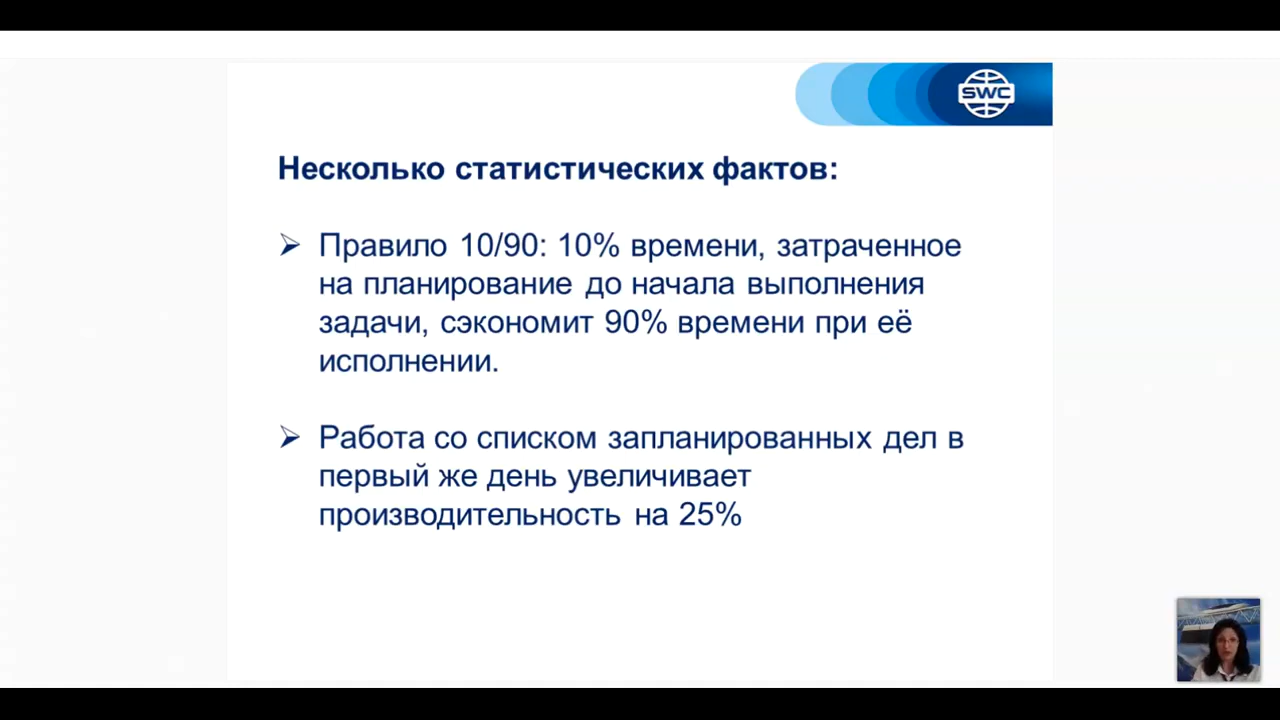 SWC
Несколько статистических фактов:
Правило 10/90: 10% времени, затраченное
на планирование до начала выполнения
задачи, сэкономит 90% времени при её
исполнении.
Работа со списком запланированных дел в
первый же день увеличивает
производительность на 25%